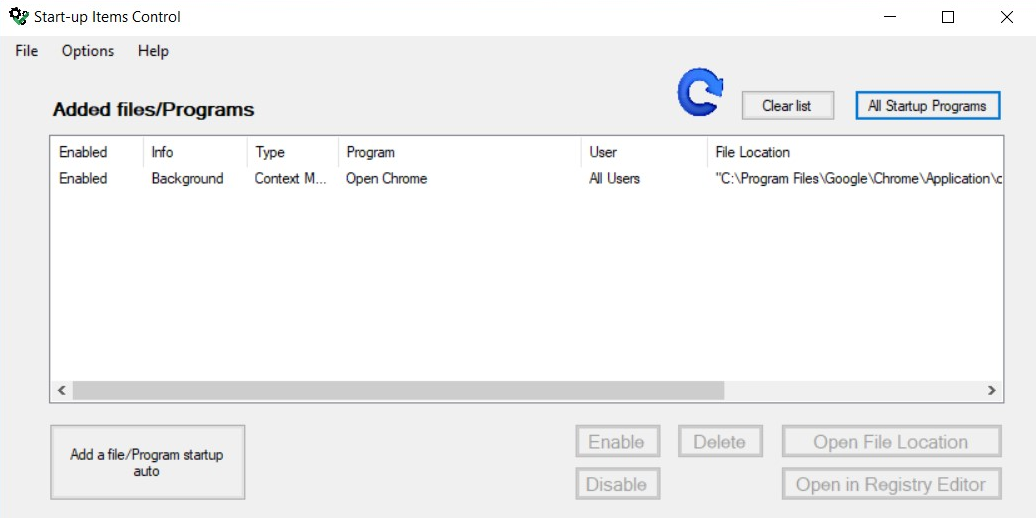 Start-up Items Control
File Options Help
Added files/Programs
Clear list
All Startup Programs
Enabled Info Type Program User File Location
Enabled Background Context M... Open Chrome All Users "C:\Program Files\Google\Chrome\Application\c
Add a file/Program startup
auto
Enable Delete Open File Location
Disable Open in Registry Editor